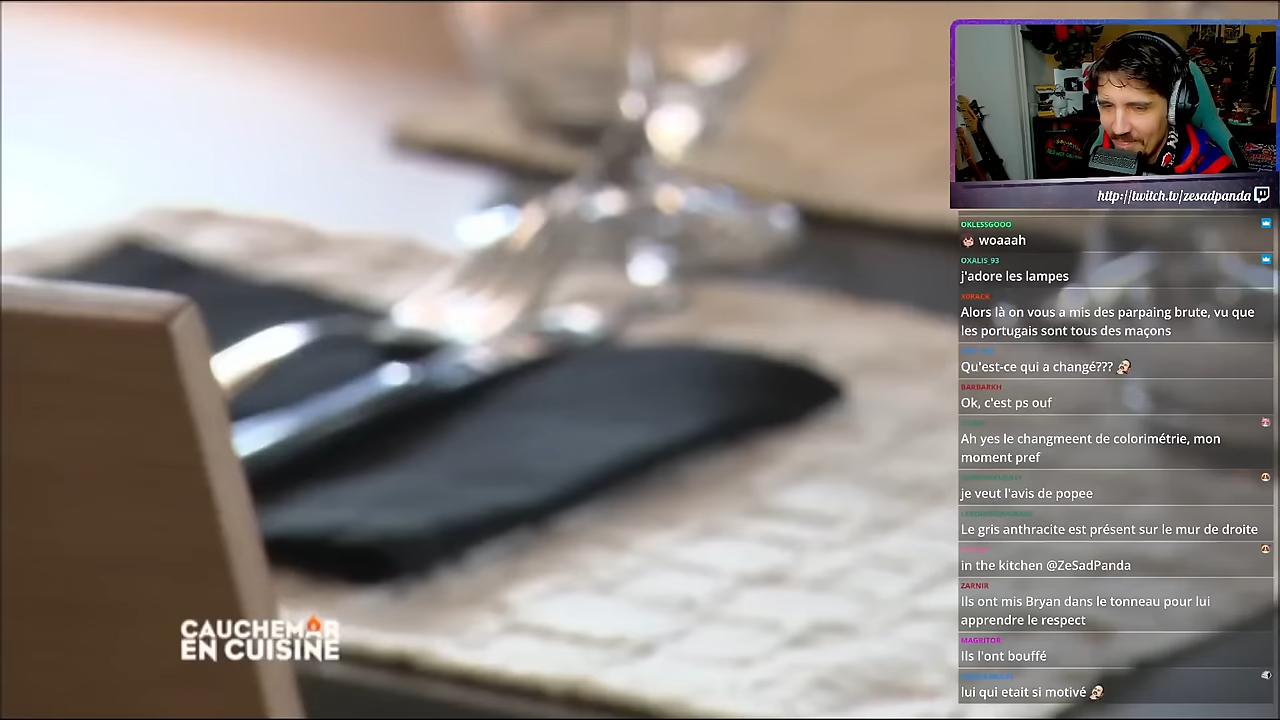 http://twitch.tv/zesadpanda
OKLESSGOOO
woaaah
OXALIS_93
j'adore les lampes
Alors là on vous a mis des parpaing brute, vu que
les portugais sont tous des maçons
Qu'est-ce qui a changé???
BARBARKH
Ok, c'est ps ouf
Ah yes le changmeent de colorimétrie, mon
moment pref
je veut l'avis de popee
Le gris anthracite est présent sur le mur de droite
in the kitchen @ZeSadPanda
ZARNIR
Ils ont mis Bryan dans le tonneau pour lui
apprendre le respect
MAGRITOR
Ils l'ont bouffé
lui qui etait si motivé
CAUCHEMAR
EN CUISINE